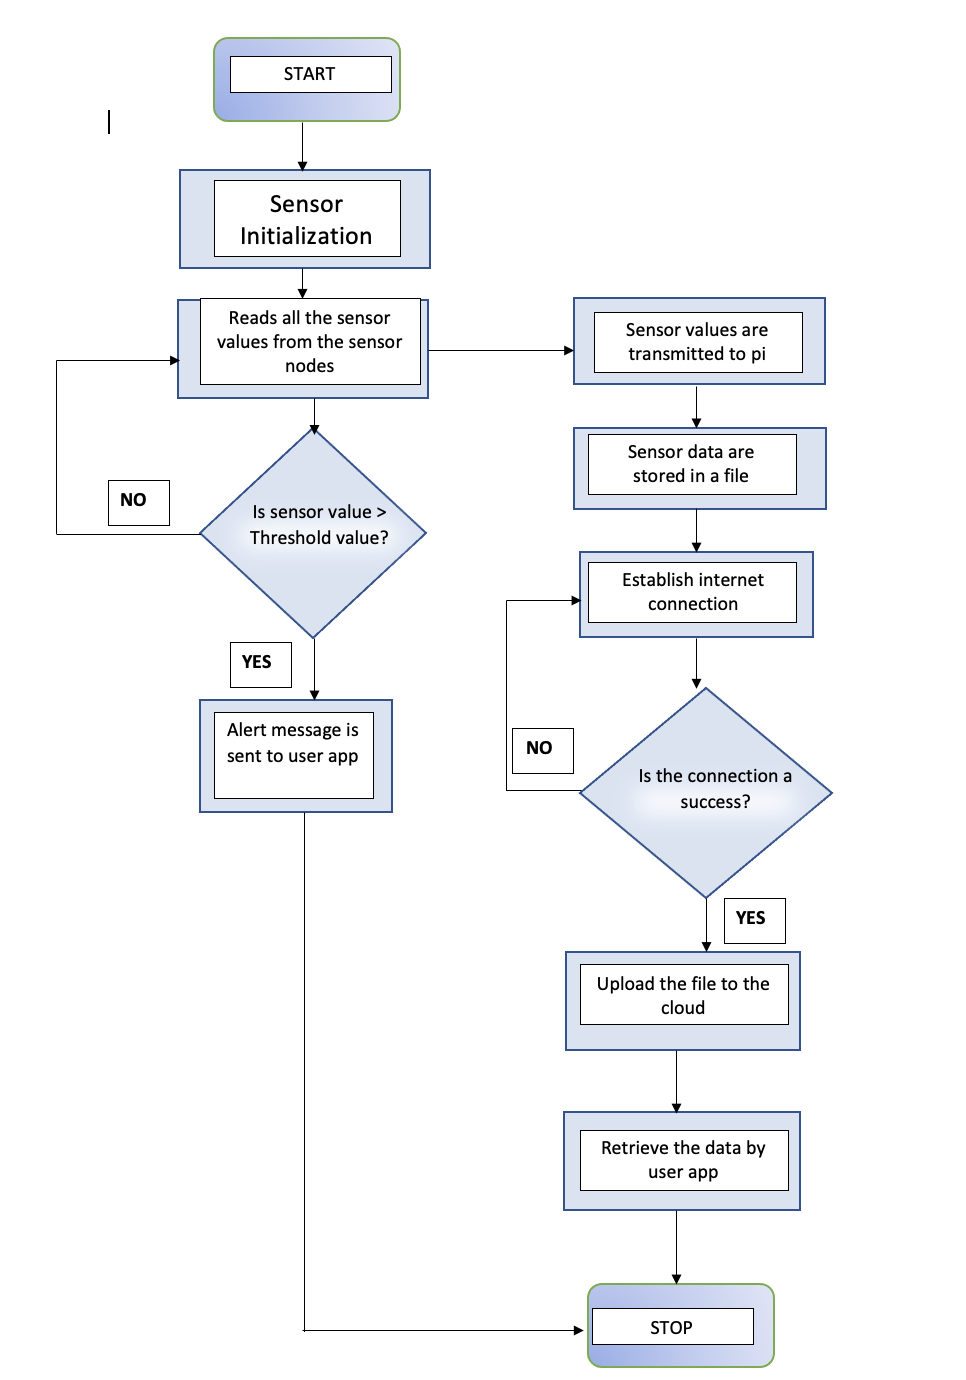 START
Sensor
Initialization
Reads all the sensor
values from the sensor
nodes
NO
Is sensor value >
Threshold value?
YES
Alert message is
sent to user app
Sensor values are
transmitted to pi
Sensor data are
stored in a file
Establish internet
connection
NO
Is the connection a
success?
YES
Upload the file to the
cloud
Retrieve the data by
user app
STOP